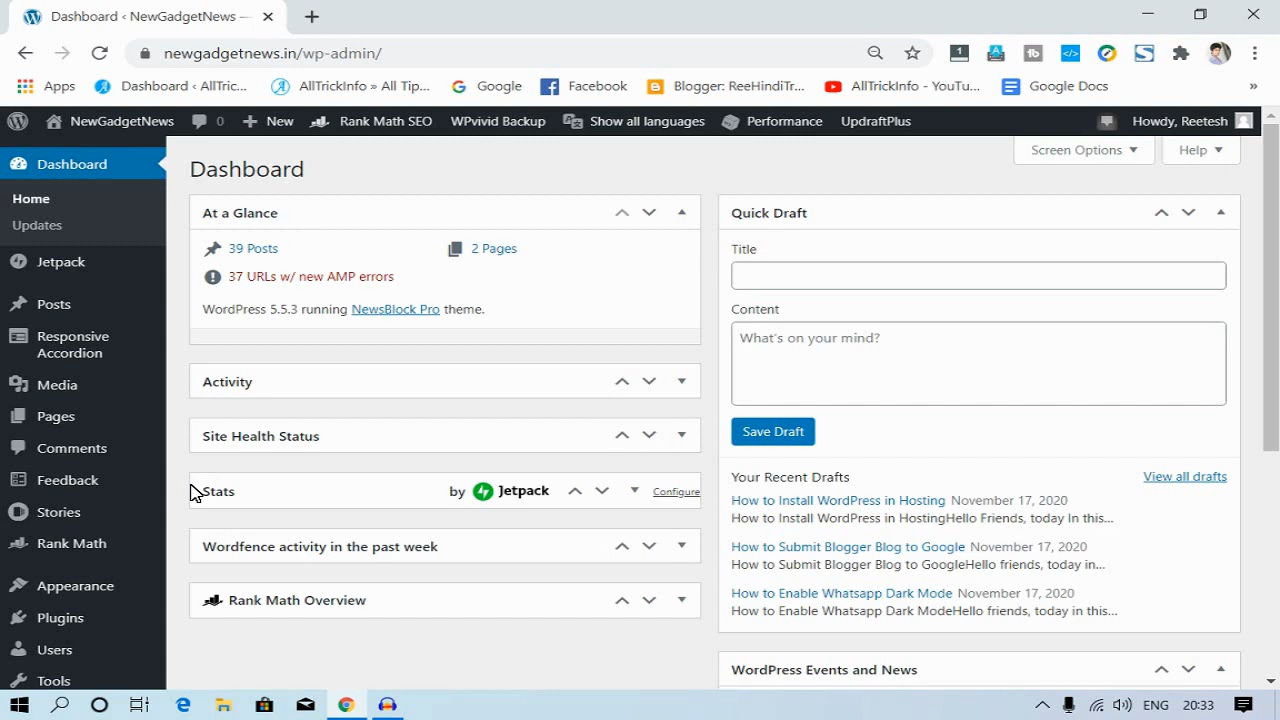 Dashboard ‹ NewGadgetNews —
newgadgetnews.in/wp-admin/
Apps
Dashboard ‹ AllTric...
AllTrickInfo » All Tip...
Google
Facebook
Blogger: ReeHindiTr...
AllTrickInfo - YouTu...
Google Docs
»
NewGadgetNews
0
New
Rank Math SEO
WPvivid Backup
Show all languages
Performance
UpdraftPlus
Howdy, Reetesh
Dashboard
Home
Updates
Jetpack
Posts
Responsive
Accordion
Media
Pages
Comments
Feedback
Stories
Rank Math
Appearance
Plugins
Users
Tools
Dashboard
Screen Options
Help
At a Glance
39 Posts
2 Pages
37 URLs w/ new AMP errors
WordPress 5.5.3 running NewsBlock Pro theme.
Activity
Site Health Status
Stats
by Jetpack
Configure
Wordfence activity in the past week
Rank Math Overview
Quick Draft
Title
Content
What's on your mind?
Save Draft
Your Recent Drafts
View all drafts
How to Install WordPress in Hosting November 17, 2020
How to Install WordPress in HostingHello Friends, today In this...
How to Submit Blogger Blog to Google November 17, 2020
How to Submit Blogger Blog to GoogleHello friends, today in...
How to Enable Whatsapp Dark Mode November 17, 2020
How to Enable Whatsapp Dark ModeHello friends, today in this...
WordPress Events and News
ENG
20:33